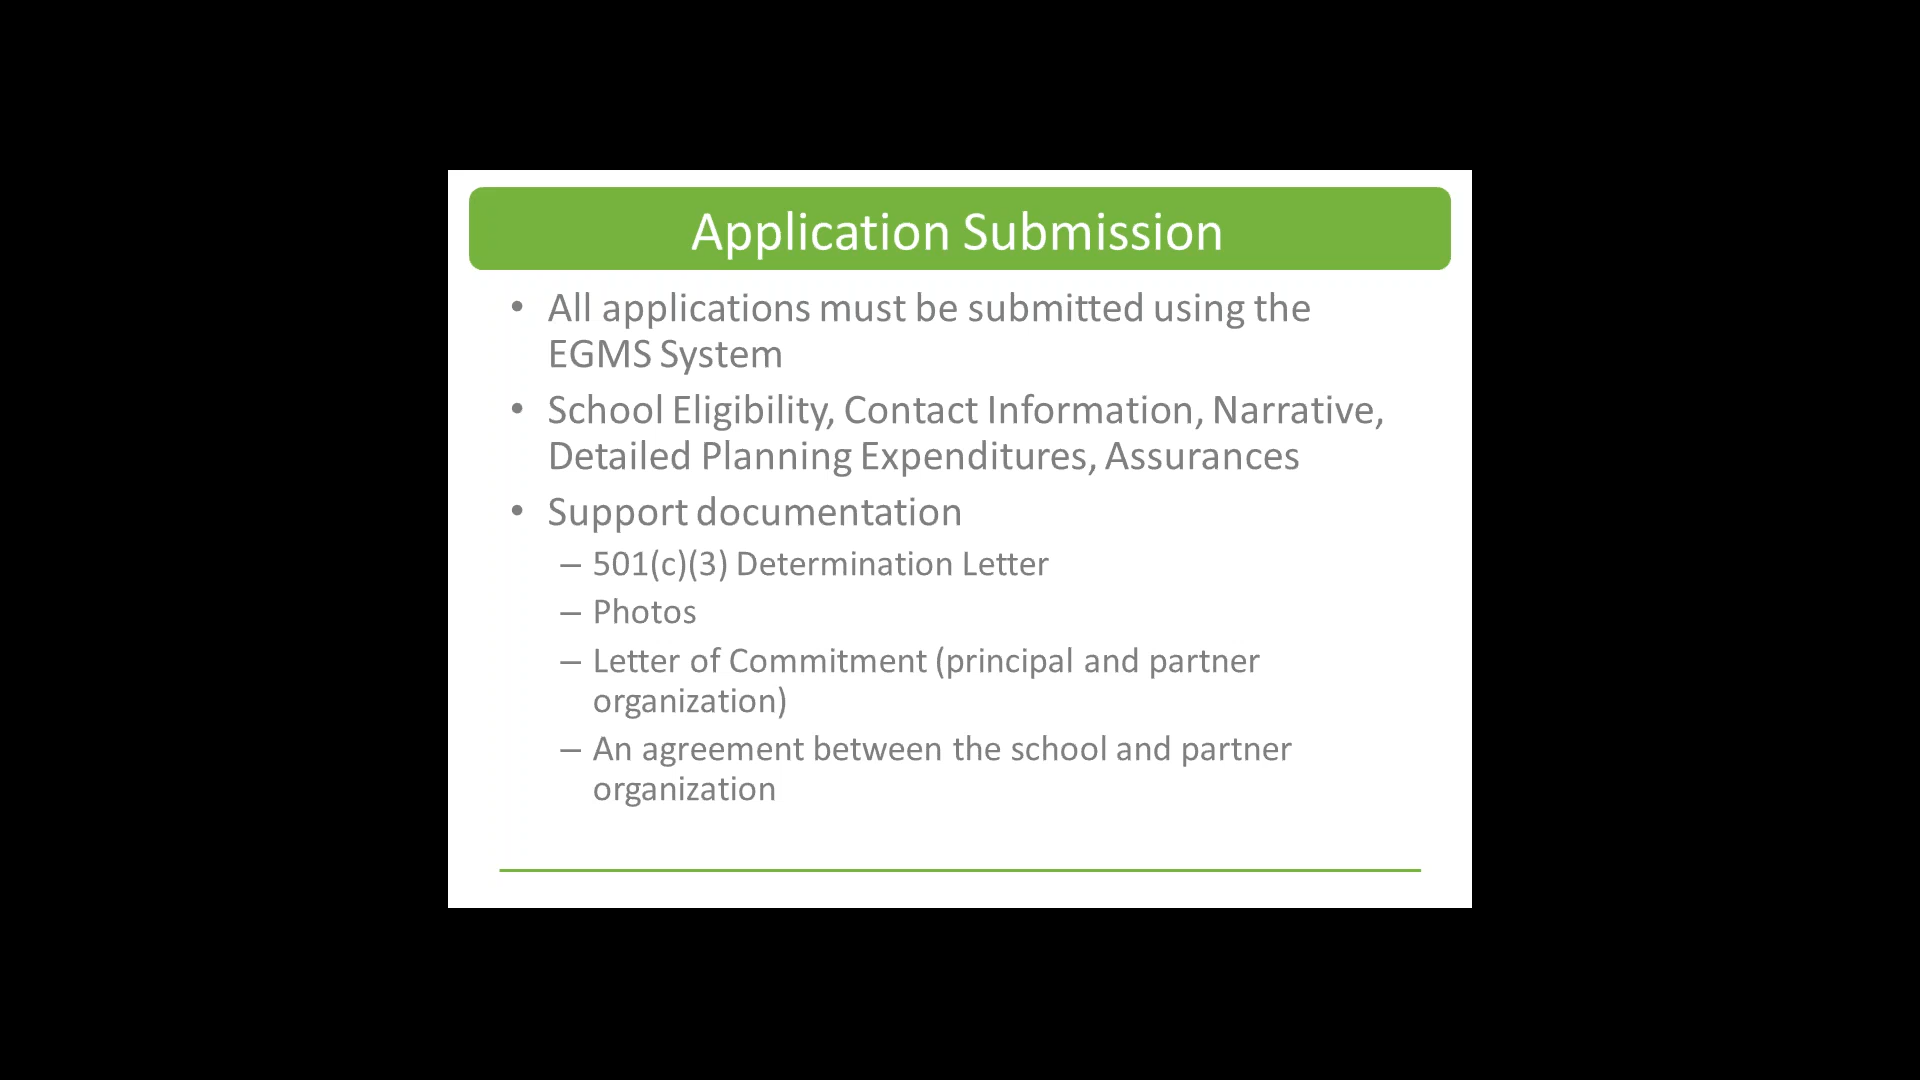 Application Submission
• All applications must be submitted using the
EGMS System
• School Eligibility, Contact Information, Narrative,
Detailed Planning Expenditures, Assurances
• Support documentation
– 501(c)(3) Determination Letter
– Photos
– Letter of Commitment (principal and partner
organization)
– An agreement between the school and partner
organization